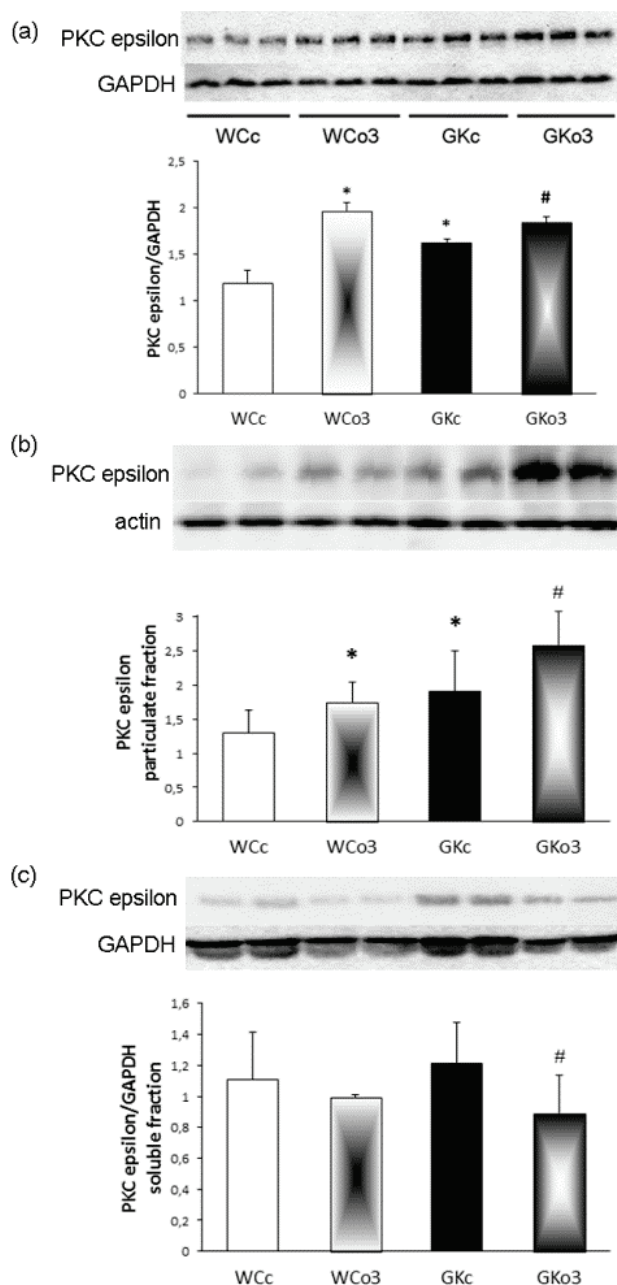 (a)
PKC epsilon
GAPDH
WCc WCo3 GKc GKo3
PKC epsilon/GAPDH
2,5
2
1,5
1
0,5
0
* * #
WCc WCo3 GKc GKo3
(b)
PKC epsilon
actin
PKC epsilon
particulate fraction
3
2,5
2
1,5
1
0,5
0
* * #
WCc WCo3 GKc GKo3
(c)
PKC epsilon
GAPDH
PKC epsilon/GAPDH
soluble fraction
1,6
1,4
1,2
1
0,8
0,6
0,4
0,2
0
#
WCc WCo3 GKc GKo3